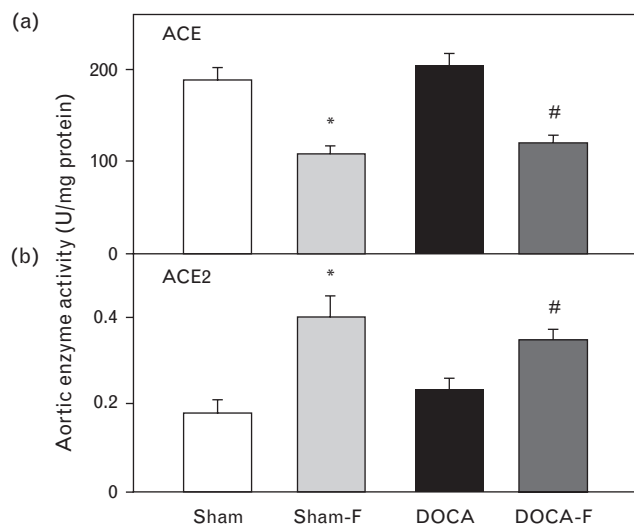 (a)
ACE
200
*
#
100
0
Aortic enzyme activity (U/mg protein)
(b)
ACE2
*
#
0.4
0.2
0
Sham Sham-F DOCA DOCA-F